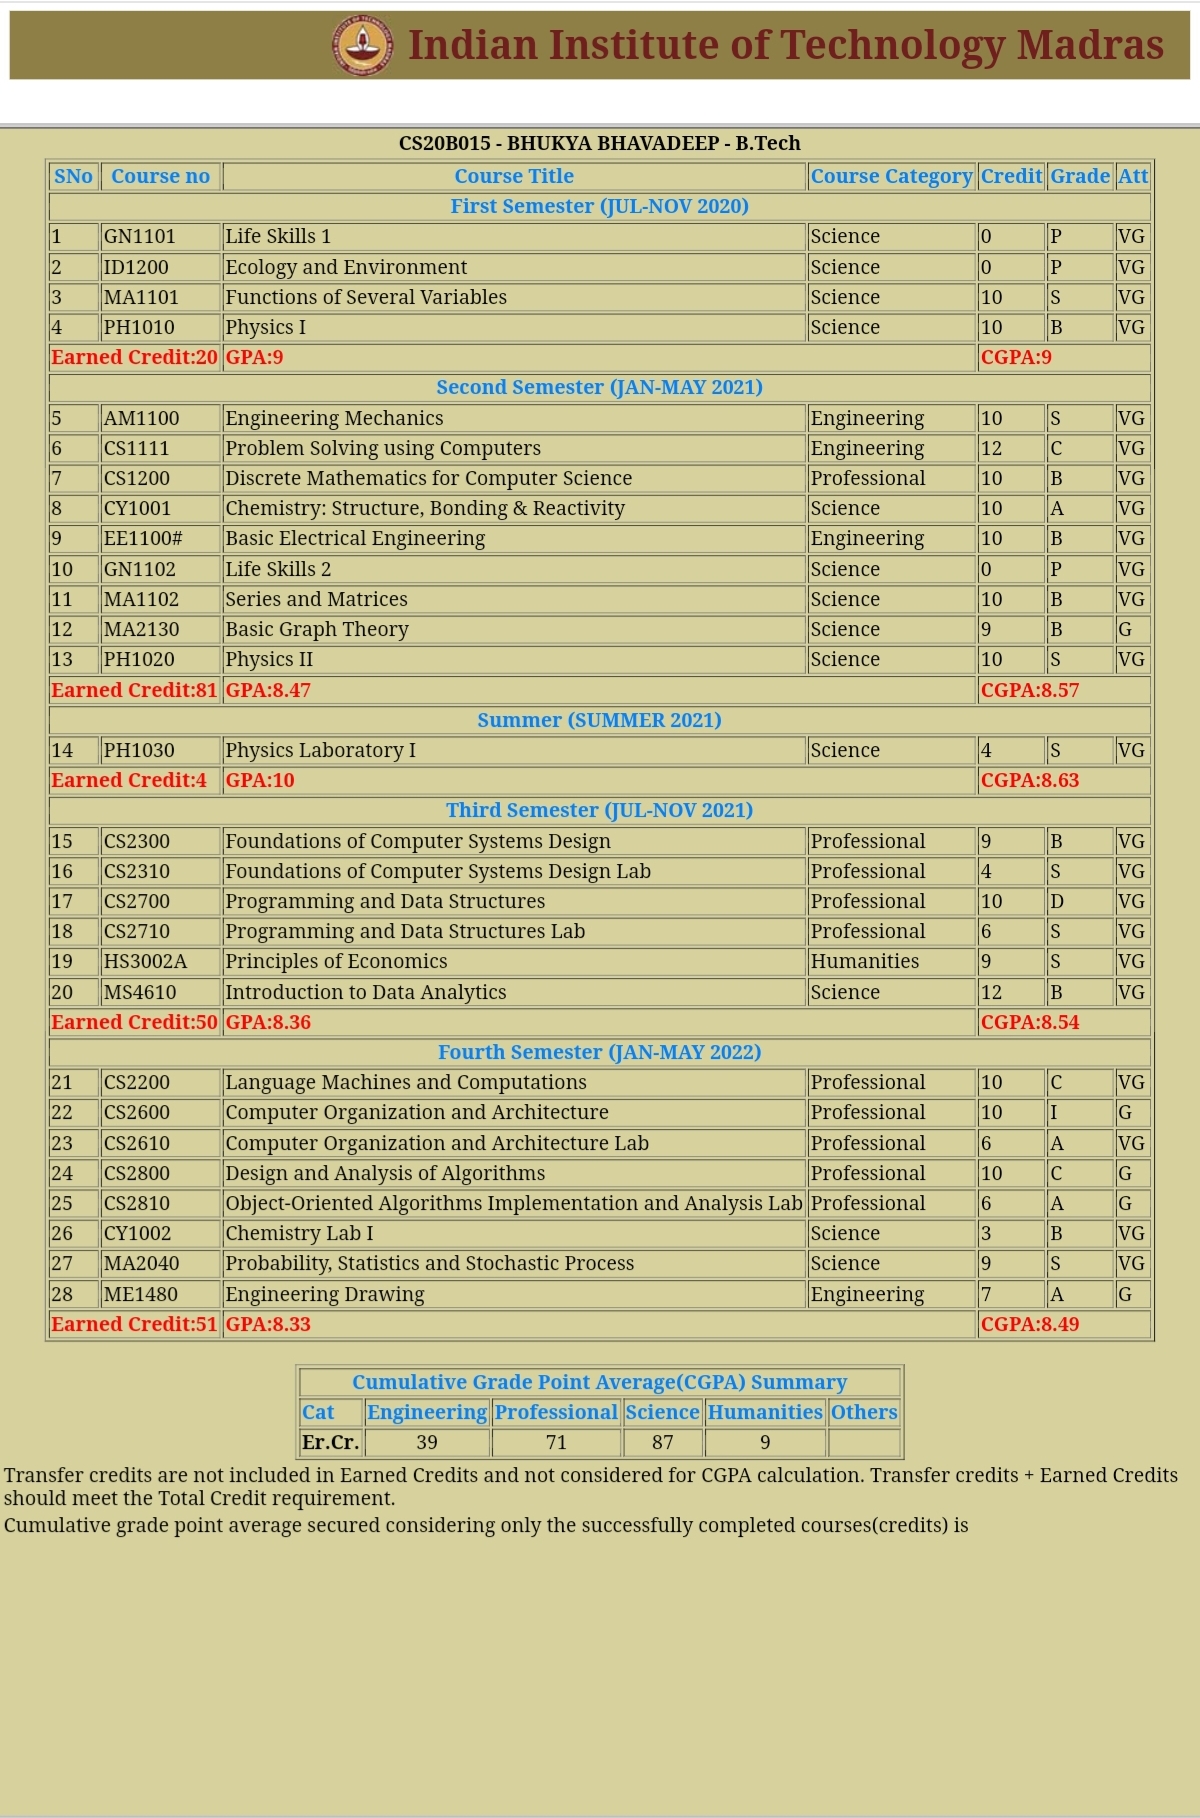 Indian Institute of Technology Madras
CS20B015 - BHUKYA BHAVADEEP - B.Tech
SNo Course no Course Title Course Category Credit Grade Att
First Semester (JUL-NOV 2020)
1 GN1101 Life Skills 1 Science 0 P VG
2 ID1200 Ecology and Environment Science 0 P VG
3 MA1101 Functions of Several Variables Science 10 S VG
4 PH1010 Physics I Science 10 B VG
Earned Credit:20 GPA:9 CGPA:9
Second Semester (JAN-MAY 2021)
5 AM1100 Engineering Mechanics Engineering 10 S VG
6 CS1111 Problem Solving using Computers Engineering 12 C VG
7 CS1200 Discrete Mathematics for Computer Science Professional 10 B VG
8 CY1001 Chemistry: Structure, Bonding & Reactivity Science 10 A VG
9 EE1100# Basic Electrical Engineering Engineering 10 B VG
10 GN1102 Life Skills 2 Science 0 P VG
11 MA1102 Series and Matrices Science 10 B VG
12 MA2130 Basic Graph Theory Science 9 B G
13 PH1020 Physics II Science 10 S VG
Earned Credit:81 GPA:8.47 CGPA:8.57
Summer (SUMMER 2021)
14 PH1030 Physics Laboratory I Science 4 S VG
Earned Credit:4 GPA:10 CGPA:8.63
Third Semester (JUL-NOV 2021)
15 CS2300 Foundations of Computer Systems Design Professional 9 B VG
16 CS2310 Foundations of Computer Systems Design Lab Professional 4 S VG
17 CS2700 Programming and Data Structures Professional 10 D VG
18 CS2710 Programming and Data Structures Lab Professional 6 S VG
19 HS3002A Principles of Economics Humanities 9 S VG
20 MS4610 Introduction to Data Analytics Science 12 B VG
Earned Credit:50 GPA:8.36 CGPA:8.54
Fourth Semester (JAN-MAY 2022)
21 CS2200 Language Machines and Computations Professional 10 C VG
22 CS2600 Computer Organization and Architecture Professional 10 I G
23 CS2610 Computer Organization and Architecture Lab Professional 6 A VG
24 CS2800 Design and Analysis of Algorithms Professional 10 C G
25 CS2810 Object-Oriented Algorithms Implementation and Analysis Lab Professional 6 A G
26 CY1002 Chemistry Lab I Science 3 B VG
27 MA2040 Probability, Statistics and Stochastic Process Science 9 S VG
28 ME1480 Engineering Drawing Engineering 7 A G
Earned Credit:51 GPA:8.33 CGPA:8.49
Cumulative Grade Point Average(CGPA) Summary
Cat Engineering Professional Science Humanities Others
Er.Cr. 39 71 87 9
Transfer credits are not included in Earned Credits and not considered for CGPA calculation. Transfer credits + Earned Credits
should meet the Total Credit requirement.
Cumulative grade point average secured considering only the successfully completed courses(credits) is